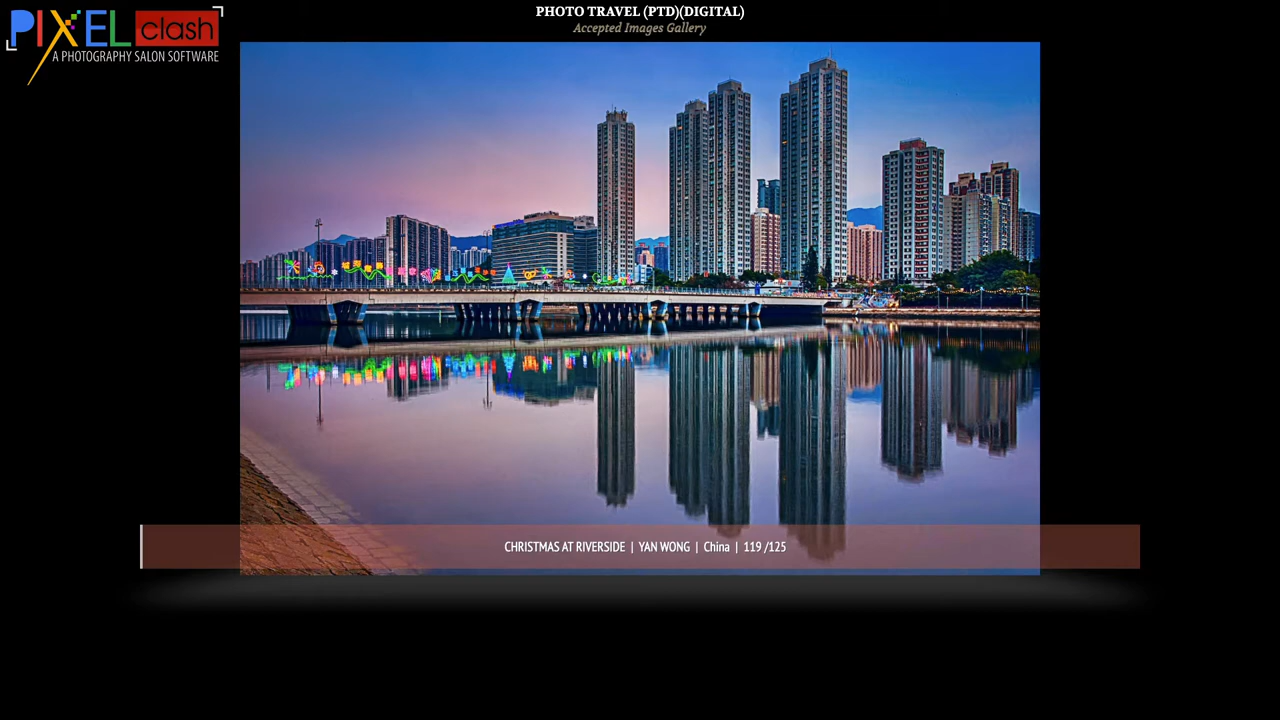 PHOTO TRAVEL (PTD)(DIGITAL)
Accepted Images Gallery
PIXEL clash
A PHOTOGRAPHY SALON SOFTWARE
CHRISTMAS AT RIVERSIDE | YAN WONG | China | 119 /125